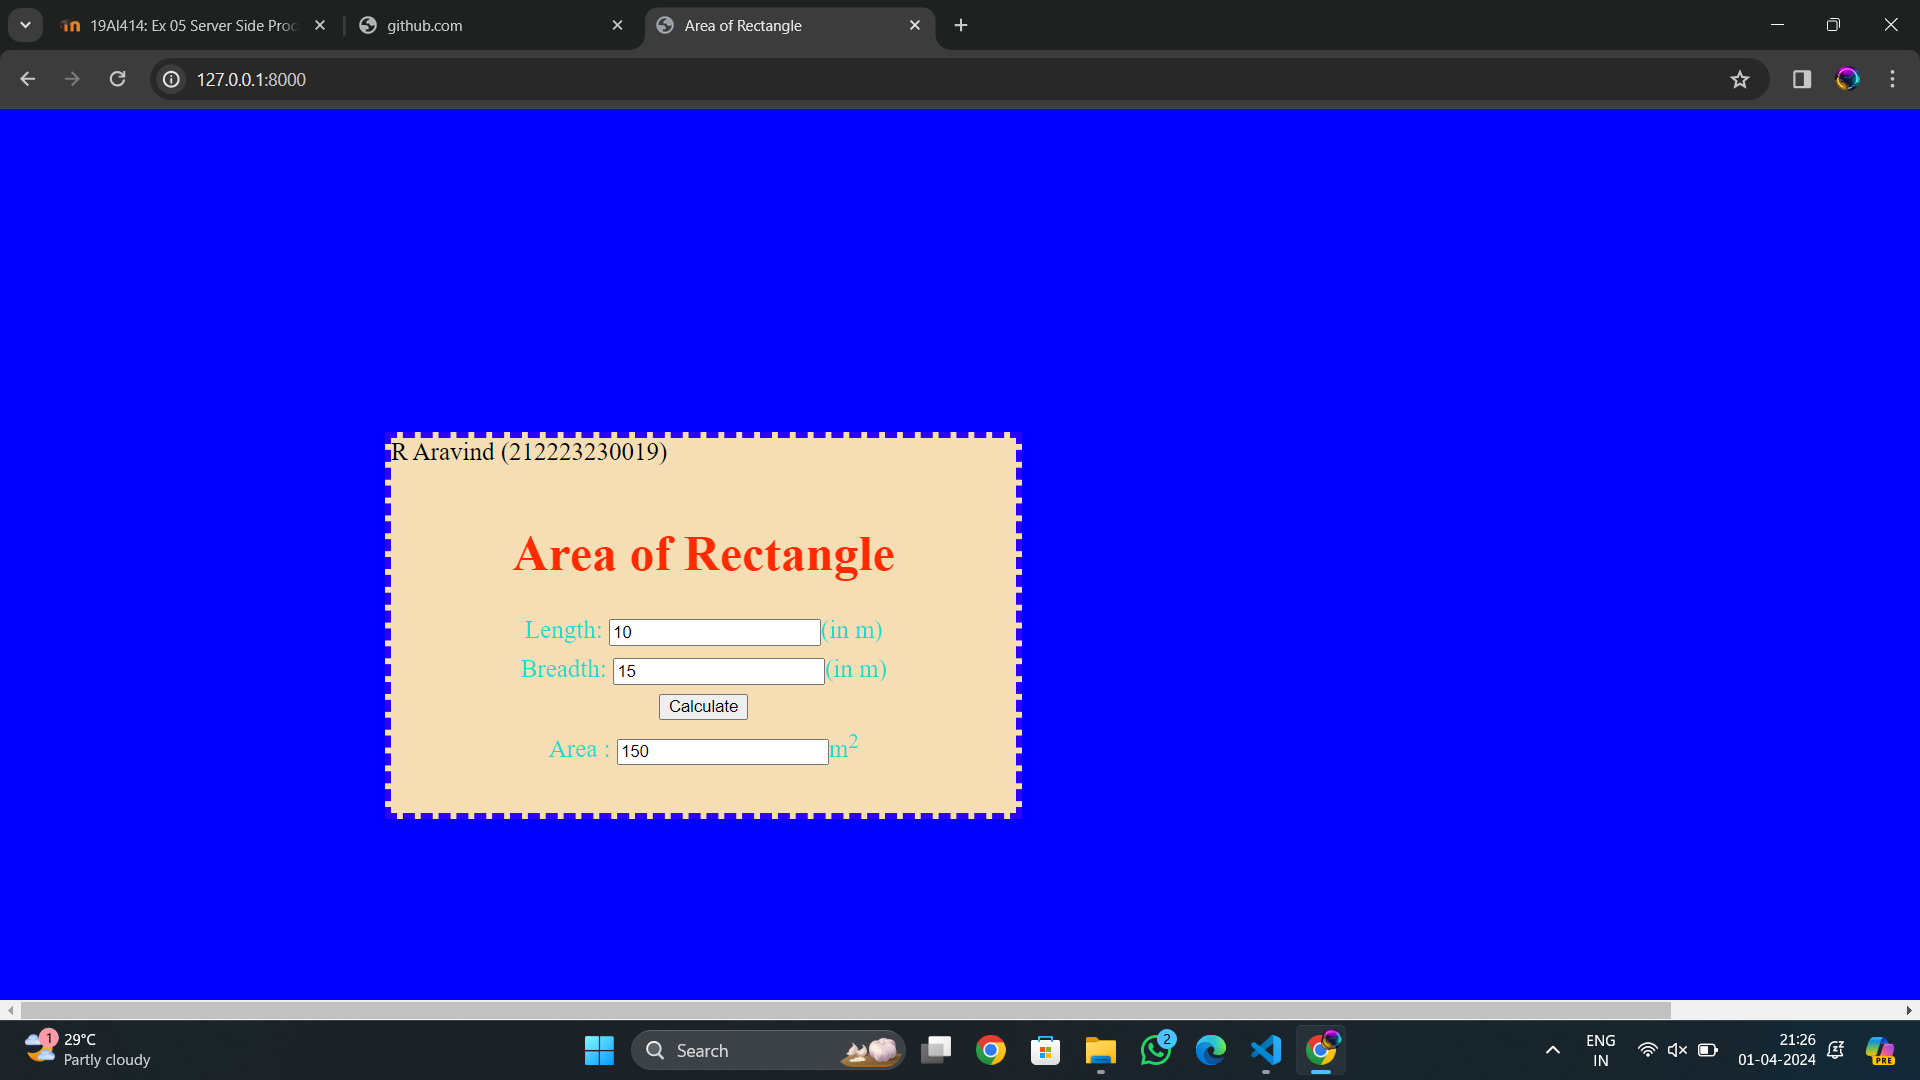 19AI414: Ex 05 Server Side Proc
github.com
Area of Rectangle
127.0.0.1:8000
R Aravind (212223230019)
Area of Rectangle
Length: 10 (in m)
Breadth: 15 (in m)
Calculate
Area : 150 m2
1
29°C
Partly cloudy
Search
2
ENG
IN
21:26
01-04-2024
PRE